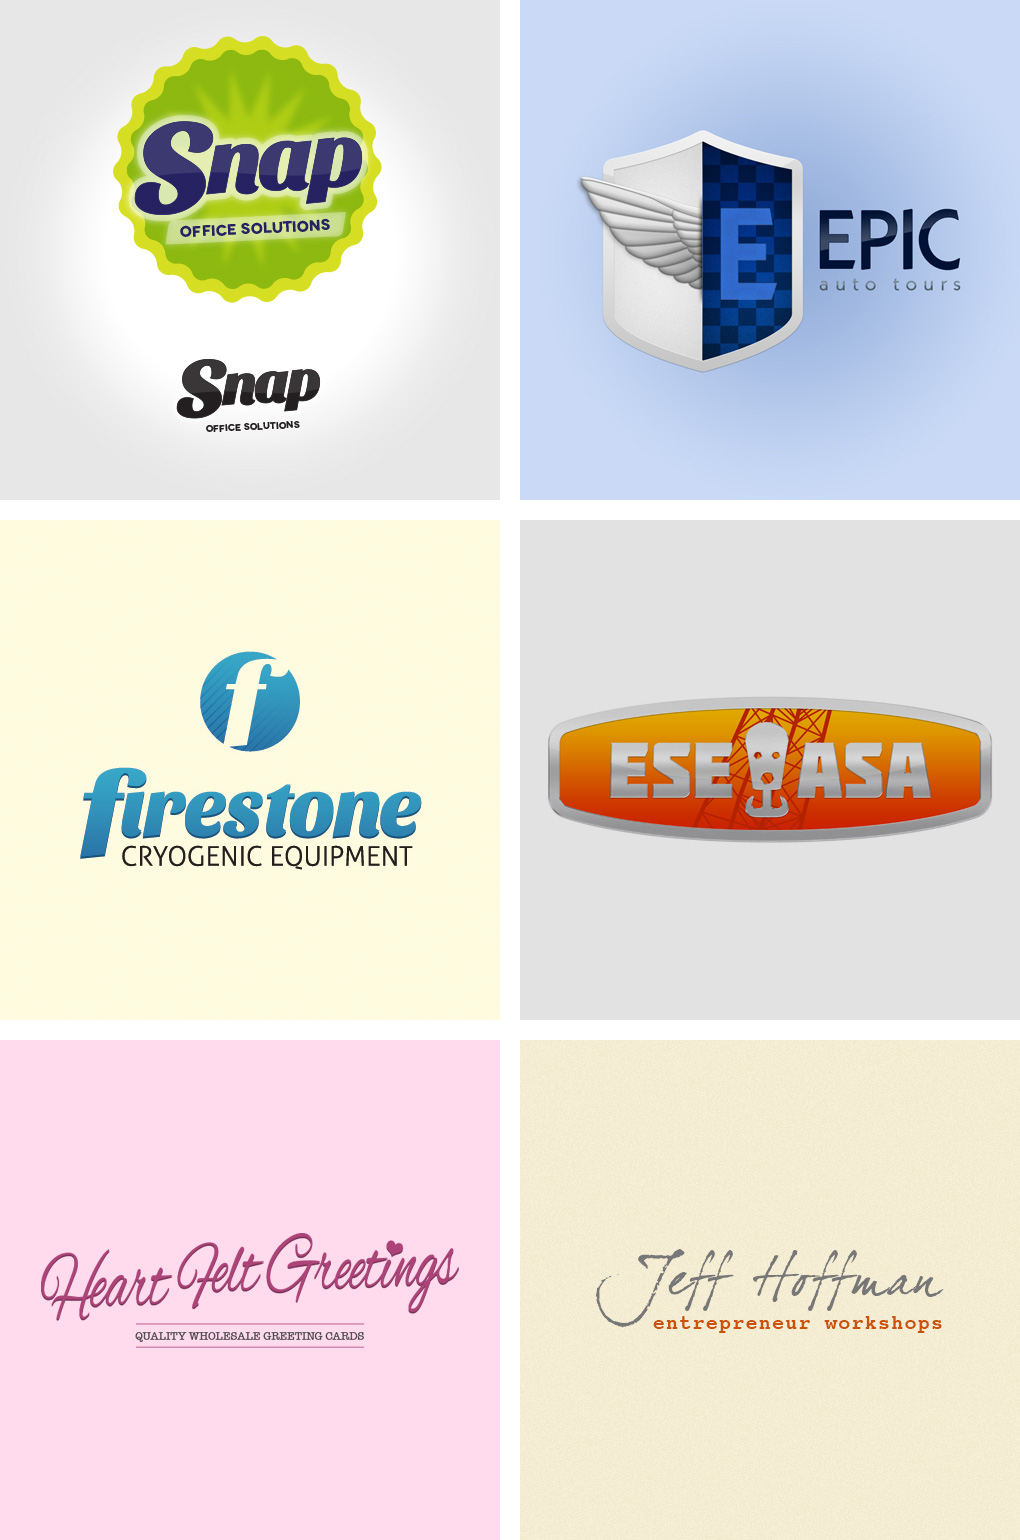 Snap
OFFICE SOLUTIONS
Snap
OFFICE SOLUTIONS
E
EPIC
auto tours
f
firestone
CRYOGENIC EQUIPMENT
ESE ASA
Heart Felt Greetings
QUALITY WHOLESALE GREETING CARDS
Jeff Hoffman
entrepreneur workshops